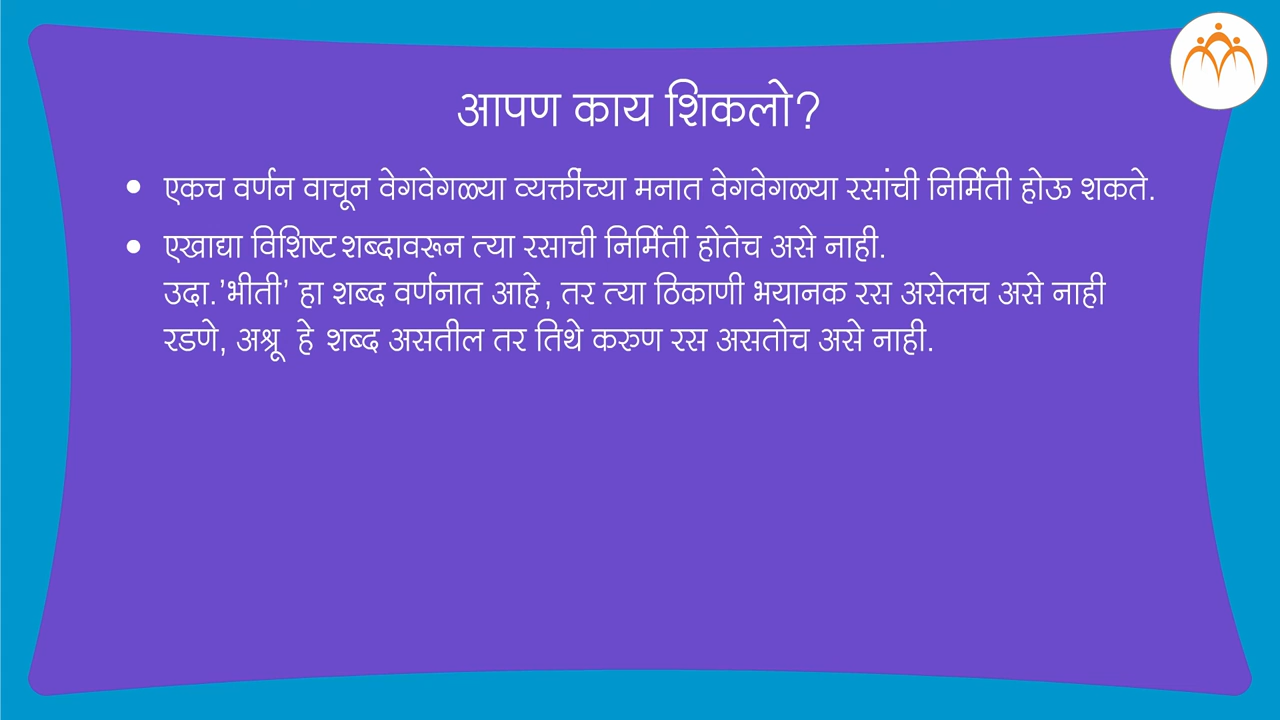 आपण काय शिकलो?
• एकच वर्णन वाचून वेगवेगळ्या व्यक्तींच्या मनात वेगवेगळ्या रसांची निर्मिती होऊ शकते.
• एखाद्या विशिष्ट शब्दावरून त्या रसाची निर्मिती होतेच असे नाही.
उदा.'भीती' हा शब्द वर्णनात आहे, तर त्या ठिकाणी भयानक रस असेलच असे नाही
रडणे, अश्रू हे शब्द असतील तर तिथे करुण रस असतोच असे नाही.